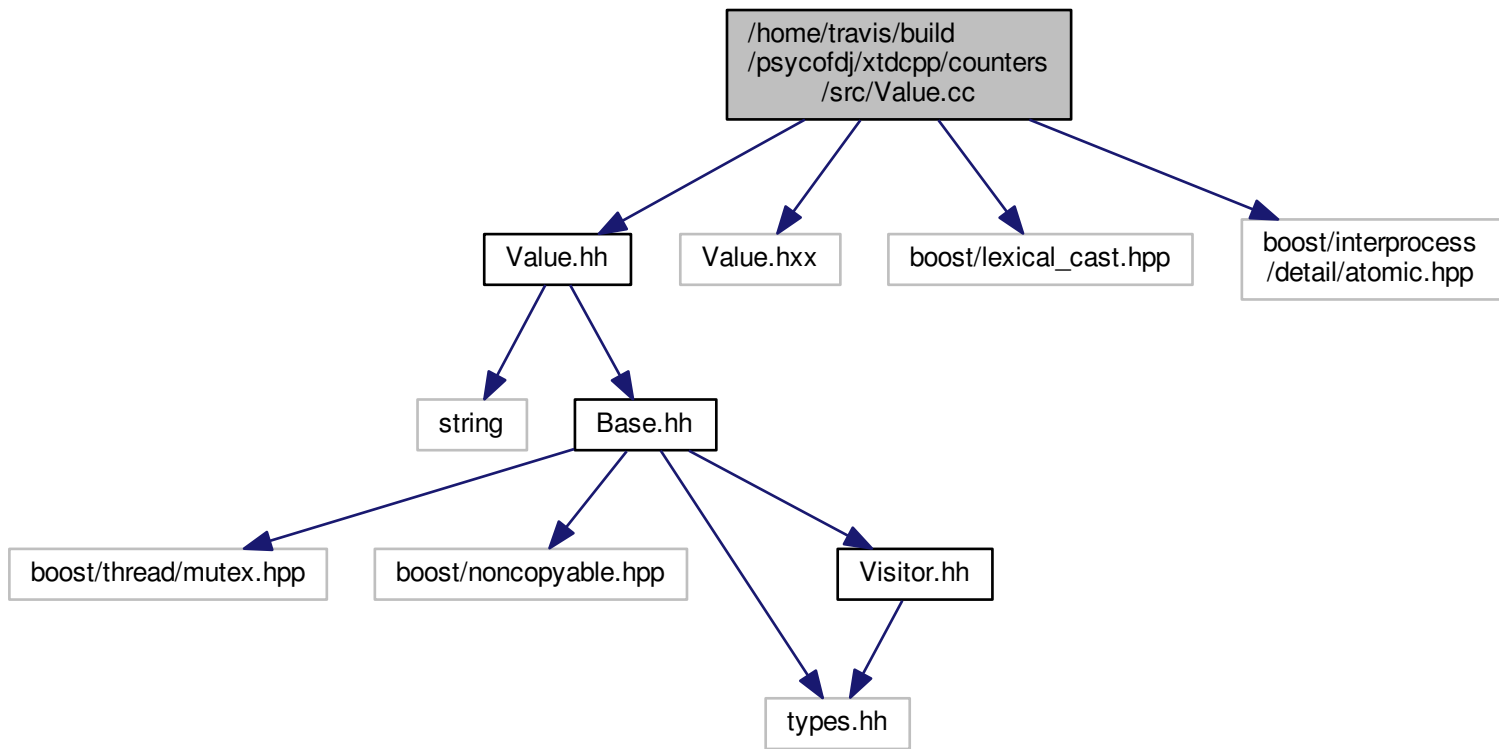 /home/travis/build
/psycofdj/xtdcpp/counters
/src/Value.cc
Value.hh
Value.hxx
boost/lexical_cast.hpp
boost/interprocess
/detail/atomic.hpp
string
Base.hh
boost/thread/mutex.hpp
boost/noncopyable.hpp
Visitor.hh
types.hh